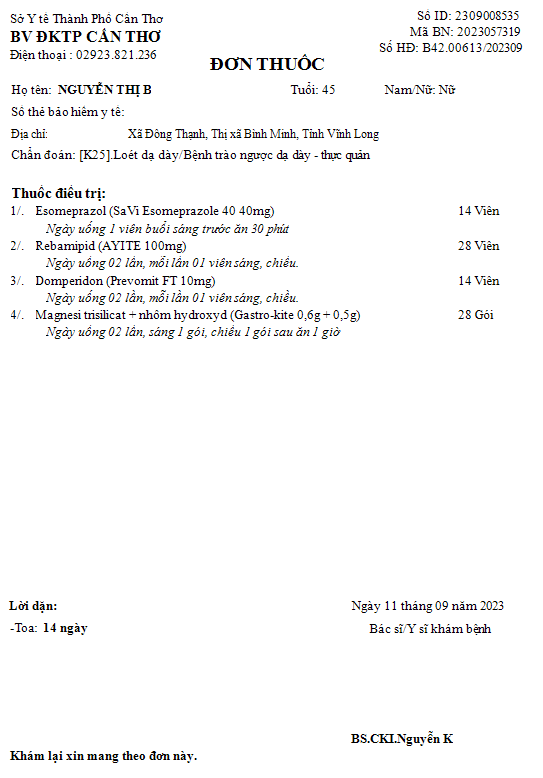 Sở Y tế Thành Phố Cần Thơ
BV ĐKTP CẦN THƠ
Điện thoại : 02923.821.236
Số ID: 2309008535
Mã BN: 2023057319
Số HĐ: B42.00613/202309
ĐƠN THUỐC
Họ tên: NGUYỄN THỊ B Tuổi: 45 Nam/Nữ: Nữ
Số thẻ bảo hiểm y tế:
Địa chỉ: Xã Đông Thạnh, Thị xã Bình Minh, Tỉnh Vĩnh Long
Chẩn đoán: [K25].Loét dạ dày/Bệnh trào ngược dạ dày - thực quản
Thuốc điều trị:
1/. Esomeprazol (SaVi Esomeprazole 40 40mg) 14 Viên
Ngày uống 1 viên buổi sáng trước ăn 30 phút
2/. Rebamipid (AYITE 100mg) 28 Viên
Ngày uống 02 lần, mỗi lần 01 viên sáng, chiều.
3/. Domperidon (Prevomit FT 10mg) 14 Viên
Ngày uống 02 lần, mỗi lần 01 viên sáng, chiều.
4/. Magnesi trisilicat + nhôm hydroxyd (Gastro-kite 0,6g + 0,5g) 28 Gói
Ngày uống 02 lần, sáng 1 gói, chiều 1 gói sau ăn 1 giờ
Lời dặn:
-Toa: 14 ngày
Ngày 11 tháng 09 năm 2023
Bác sĩ/Y sĩ khám bệnh
BS.CKI.Nguyễn K
Khám lại xin mang theo đơn này.